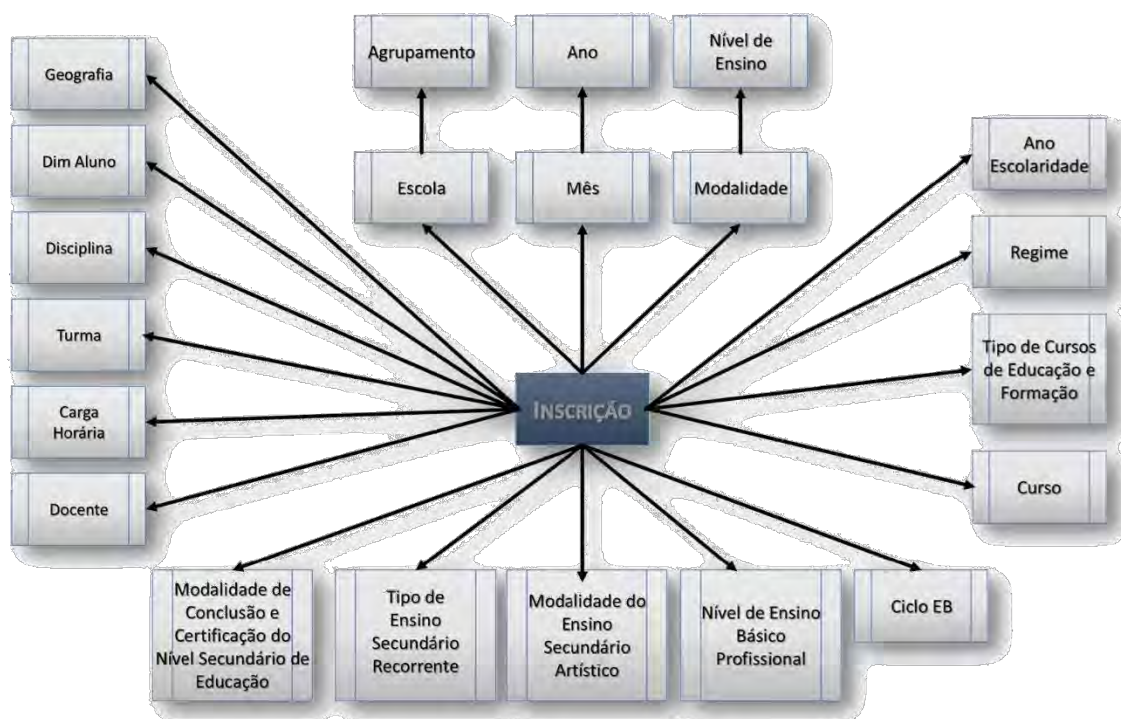 Agrupamento
Ano
Nível de
Ensino
Geografia
Dim Aluno
Disciplina
Turma
Carga
Horária
Docente
Escola
Mês
Modalidade
Ano
Escolaridade
Regime
Tipo de Cursos
de Educação e
Formação
Curso
INSCRIÇÃO
Modalidade de
Conclusão e
Certificação do
Nível Secundário de
Educação
Tipo de
Ensino
Secundário
Recorrente
Modalidade do
Ensino
Secundário
Artístico
Nível de Ensino
Básico
Profissional
Ciclo EB